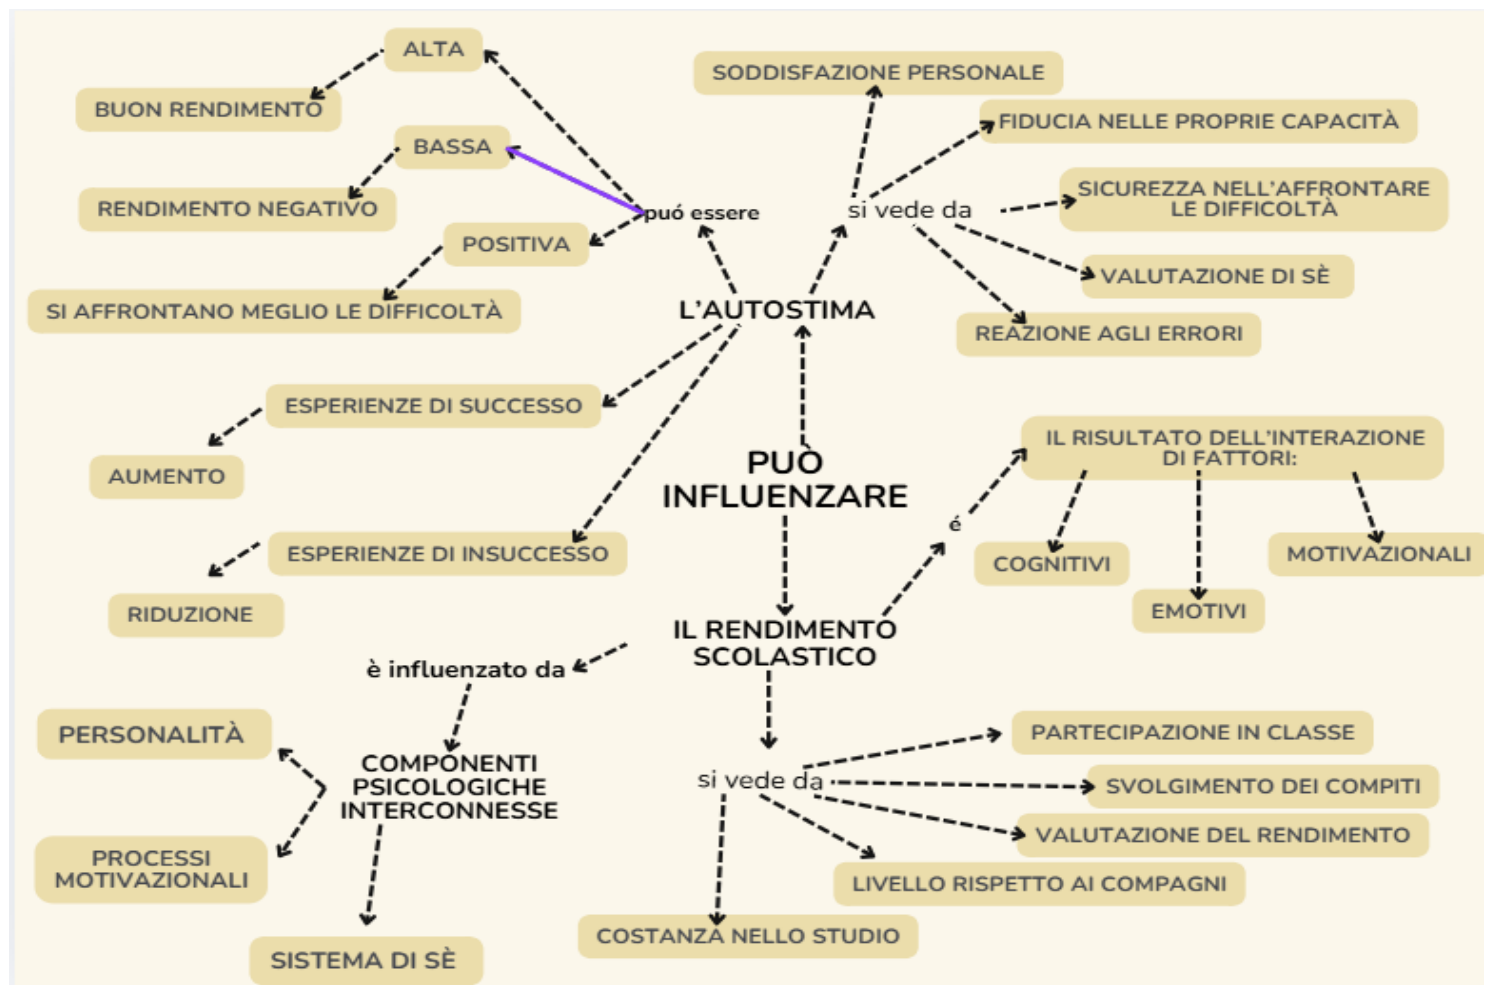 ALTA
BUON RENDIMENTO
BASSA
RENDIMENTO NEGATIVO
POSITIVA
SI AFFRONTANO MEGLIO LE DIFFICOLTÀ
puó essere
SODDISFAZIONE PERSONALE
FIDUCIA NELLE PROPRIE CAPACITÀ
SICUREZZA NELL'AFFRONTARE
LE DIFFICOLTÀ
si vede da
VALUTAZIONE DI SÈ
REAZIONE AGLI ERRORI
L'AUTOSTIMA
ESPERIENZE DI SUCCESSO
AUMENTO
ESPERIENZE DI INSUCCESSO
RIDUZIONE
PUÒ
INFLUENZARE
IL RISULTATO DELL'INTERAZIONE
DI FATTORI:
é
COGNITIVI
EMOTIVI
MOTIVAZIONALI
IL RENDIMENTO
SCOLASTICO
è influenzato da
PERSONALITÀ
COMPONENTI
PSICOLOGICHE
INTERCONNESSE
PROCESSI
MOTIVAZIONALI
SISTEMA DI SÈ
si vede da
PARTECIPAZIONE IN CLASSE
SVOLGIMENTO DEI COMPITI
VALUTAZIONE DEL RENDIMENTO
LIVELLO RISPETTO AI COMPAGNI
COSTANZA NELLO STUDIO